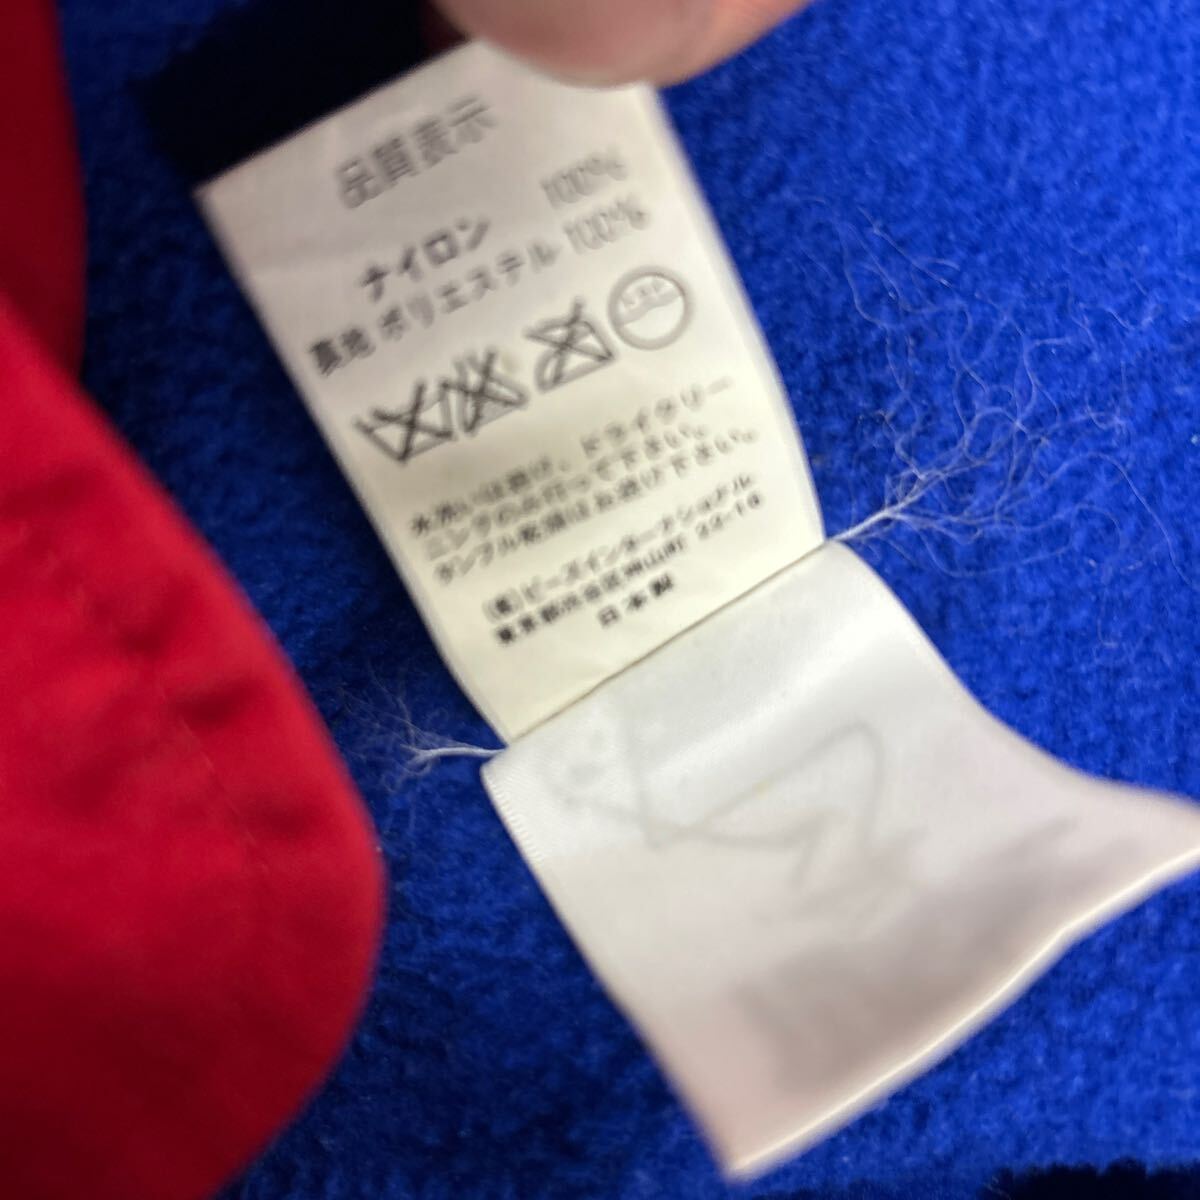 品質表示
ナイロン 100%
裏地 ポリエステル 100%
水洗いは避け、ドライクリー
ニングのみ行って下さい。
タンブル乾燥はお避け下さい。
(株)ビーズインターナショナル
東京都渋谷区神山町 22-16
日本製